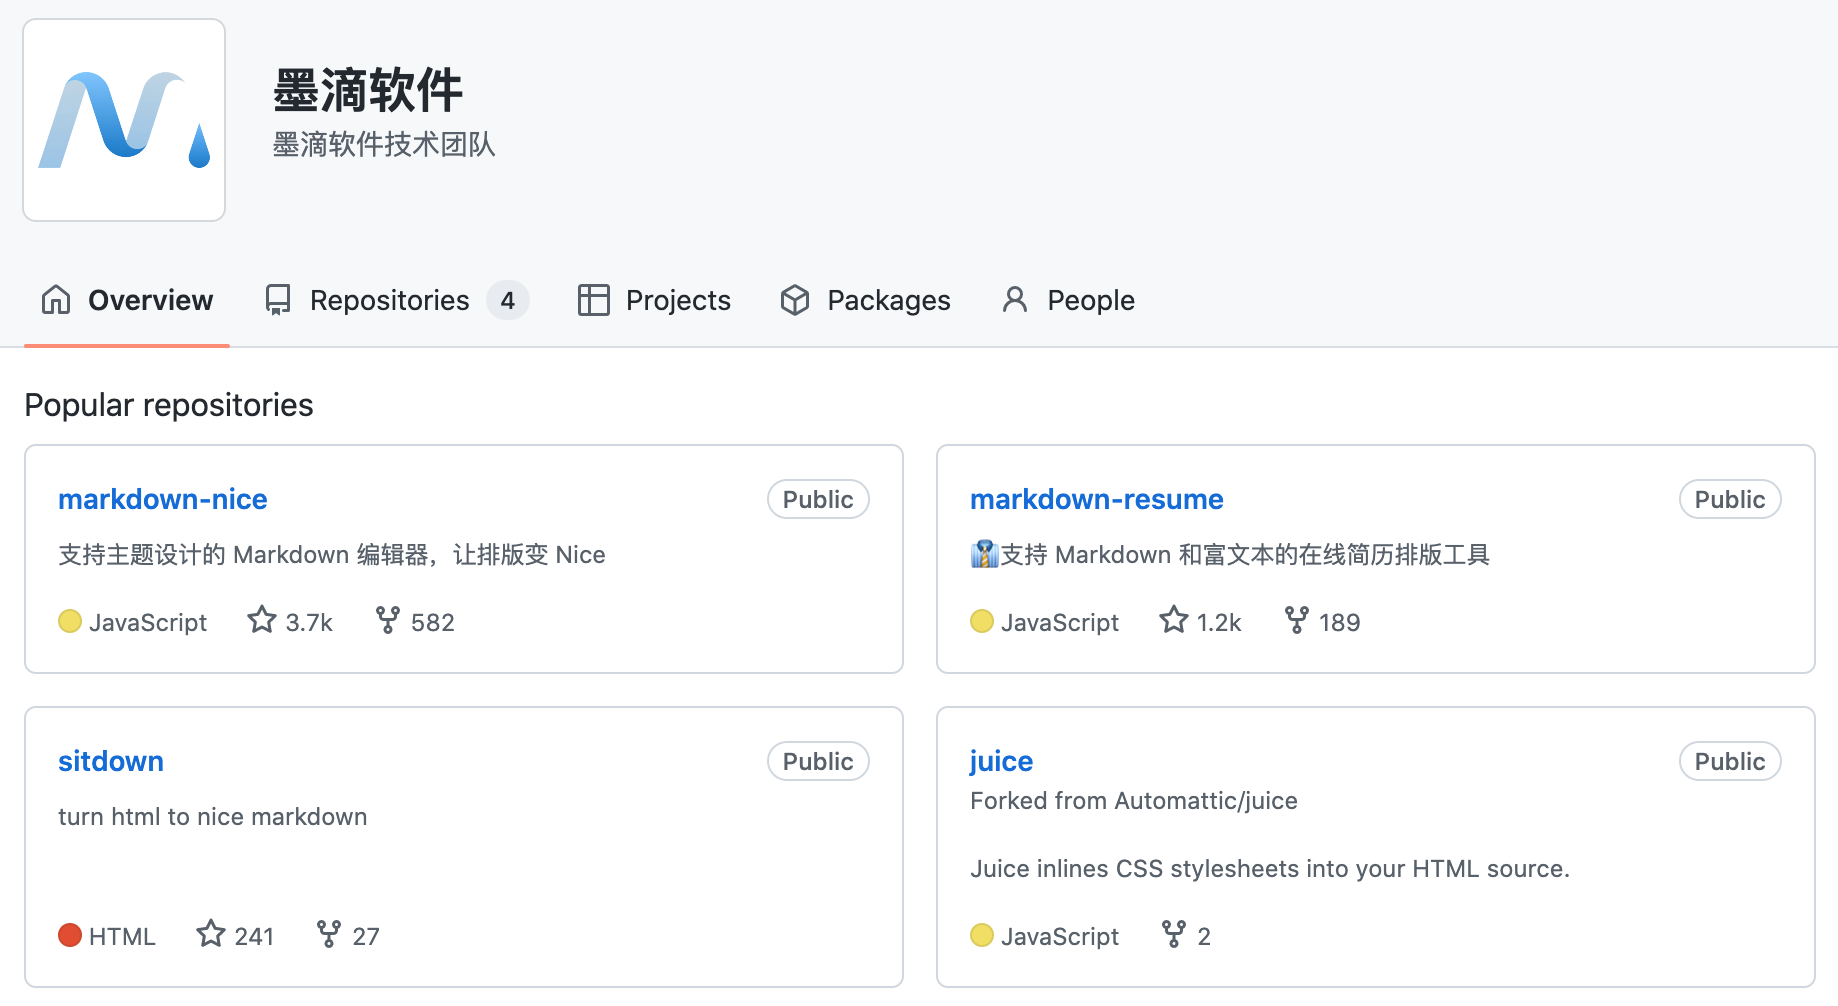 墨滴软件
墨滴软件技术团队
Overview Repositories 4 Projects Packages People
Popular repositories
markdown-nice Public
支持主题设计的 Markdown 编辑器，让排版变 Nice
JavaScript 3.7k 582
markdown-resume Public
👔支持 Markdown 和富文本的在线简历排版工具
JavaScript 1.2k 189
sitdown Public
turn html to nice markdown
HTML 241 27
juice Public
Forked from Automattic/juice
Juice inlines CSS stylesheets into your HTML source.
JavaScript 2